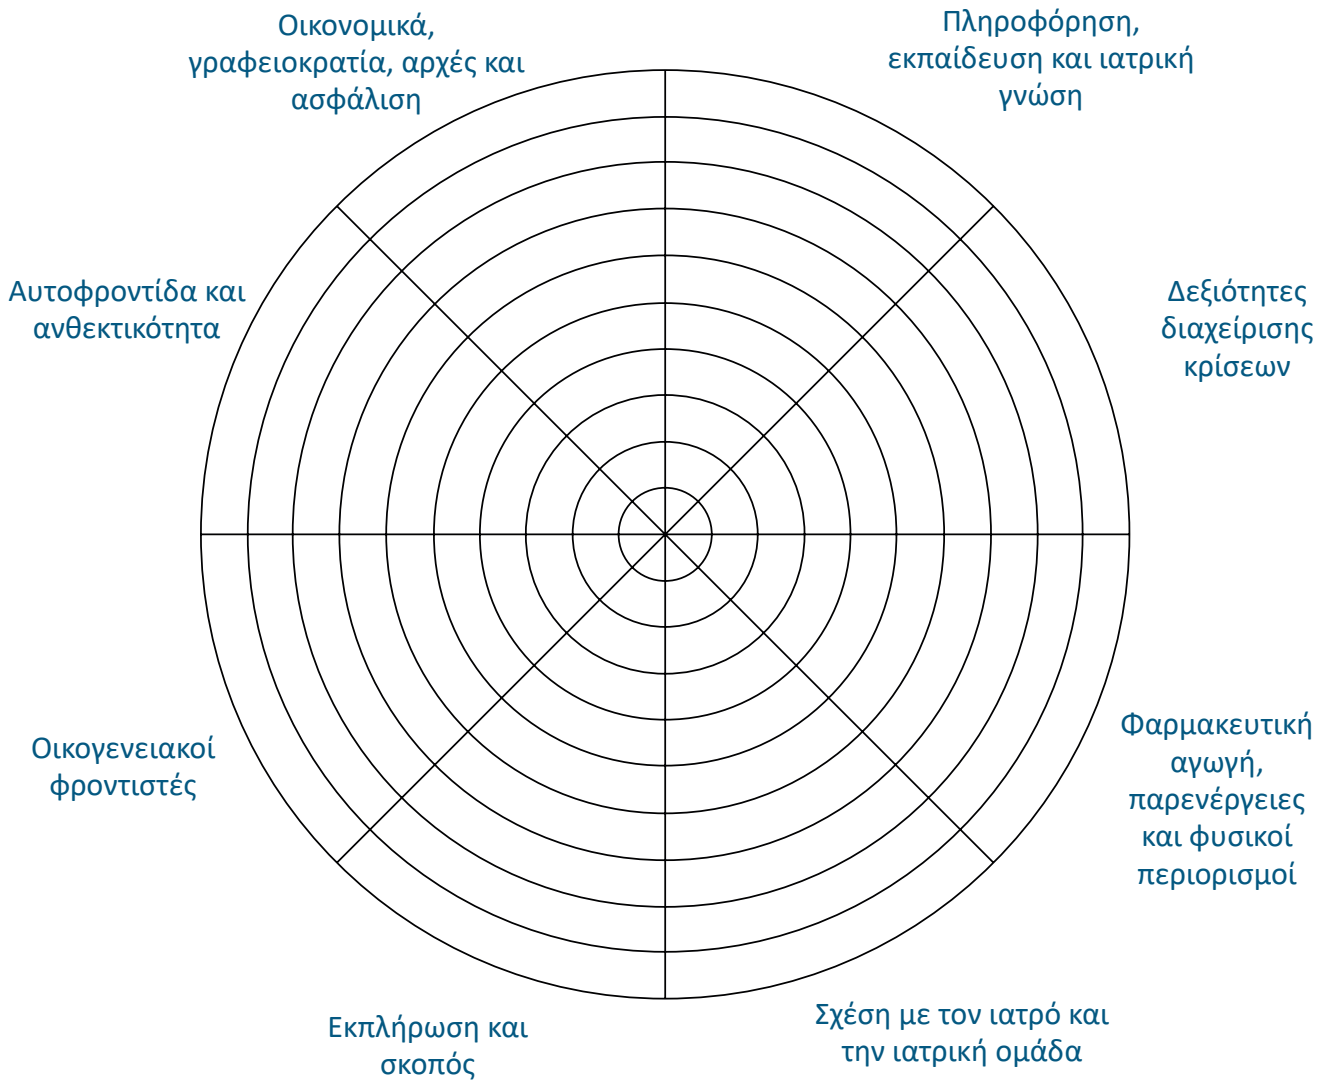 Οικονομικά,
γραφειοκρατία, αρχές και
ασφάλιση
Πληροφόρηση,
εκπαίδευση και ιατρική
γνώση
Αυτοφροντίδα και
ανθεκτικότητα
Δεξιότητες
διαχείρισης
κρίσεων
Οικογενειακοί
φροντιστές
Φαρμακευτική
αγωγή,
παρενέργειες
και φυσικοί
περιορισμοί
Εκπλήρωση και
σκοπός
Σχέση με τον ιατρό και
την ιατρική ομάδα